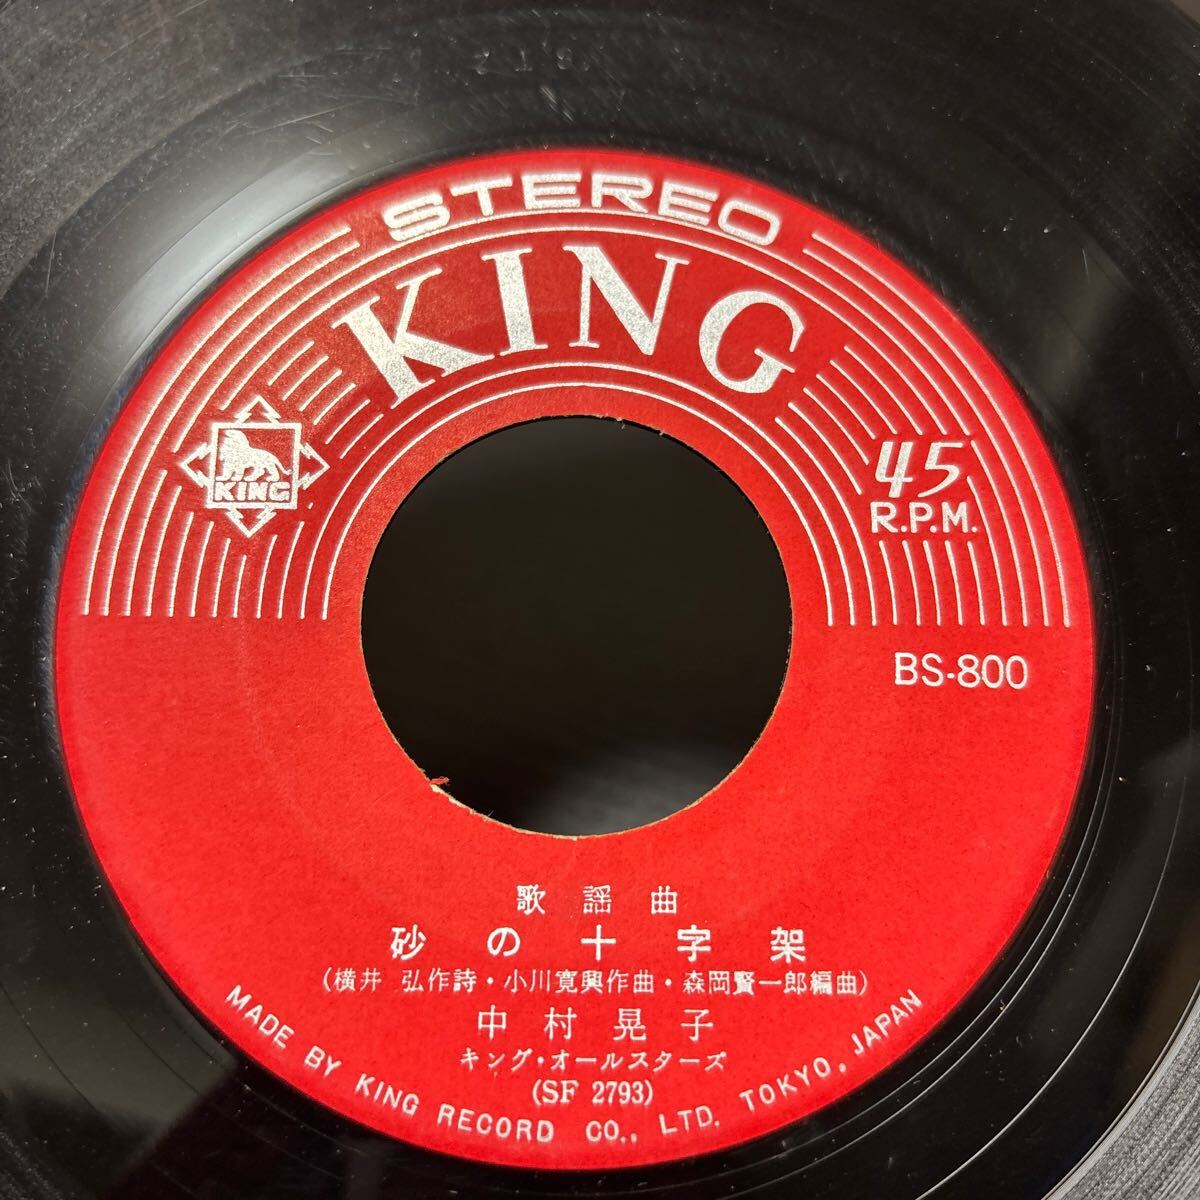 STEREO
KING
KING
45
R.P.M.
BS-800
歌謡曲
砂の十字架
(横井 弘作詩・小川寛興作曲・森岡賢一郎編曲)
中村晃子
キング・オールスターズ
(SF 2793)
MADE BY KING RECORD CO., LTD. TOKYO, JAPAN